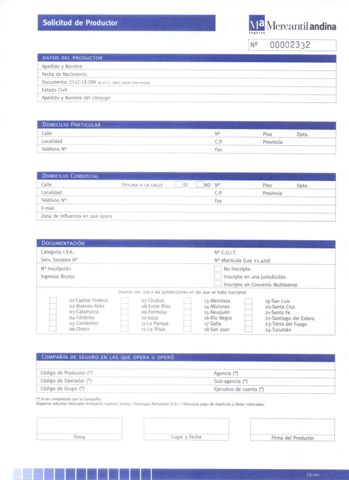 Solicitud de Productor
Ma Mercantil andina
seguros
Nº 00002332
DATOS DEL PRODUCTOR
Apellido y Nombre
Fecha de Nacimiento
Documento: CI-LC-LE-DNI
Estado Civil
Apellido y Nombre del cónyuge
DOMICILIO PARTICULAR
Calle Nº Piso Dpto.
Localidad C.P. Provincia
Teléfono Nº Fax
DOMICILIO COMERCIAL
Calle OFICINA A LA CALLE SI NO Nº Piso Dpto.
Localidad C.P. Provincia
Teléfono Nº Fax
E-mail
Zona de influencia en que opera
DOCUMENTACIÓN
Categoría I.V.A. Nº C.U.I.T.
Serv. Sociales Nº Nº Matrícula (Ley 22.400)
Nº Inscripción No Inscripto
Ingresos Brutos Inscripto en una jurisdicción
Inscripto en Convenio Multilateral
(marcar con una x las jurisdicciones en las que se halla inscripto)
01-Capital Federal 07-Chubut 13-Mendoza 19-San Luis
02-Buenos Aires 08-Entre Ríos 14-Misiones 20-Santa Cruz
03-Catamarca 09-Formosa 15-Neuquén 21-Santa Fe
04-Córdoba 10-Jujuy 16-Río Negro 22-Santiago del Estero
05-Corrientes 11-La Pampa 17-Salta 23-Tierra del Fuego
06-Chaco 12-La Rioja 18-San Juan 24-Tucumán
COMPAÑÍA DE SEGURO EN LAS QUE OPERA U OPERÓ
Código de Productor (*) Agencia (*)
Código de Operador (*) Sub-agencia (*)
Código de Grupo (*) Ejecutivo de cuenta (*)
(*) A ser completado por la Compañía
Rogamos adjuntar fotocopia formulario ingresos brutos / fotocopia formulario D.G.I. / fotocopia pago de matrícula y libros rubricados.
Firma Lugar y Fecha Firma del Productor